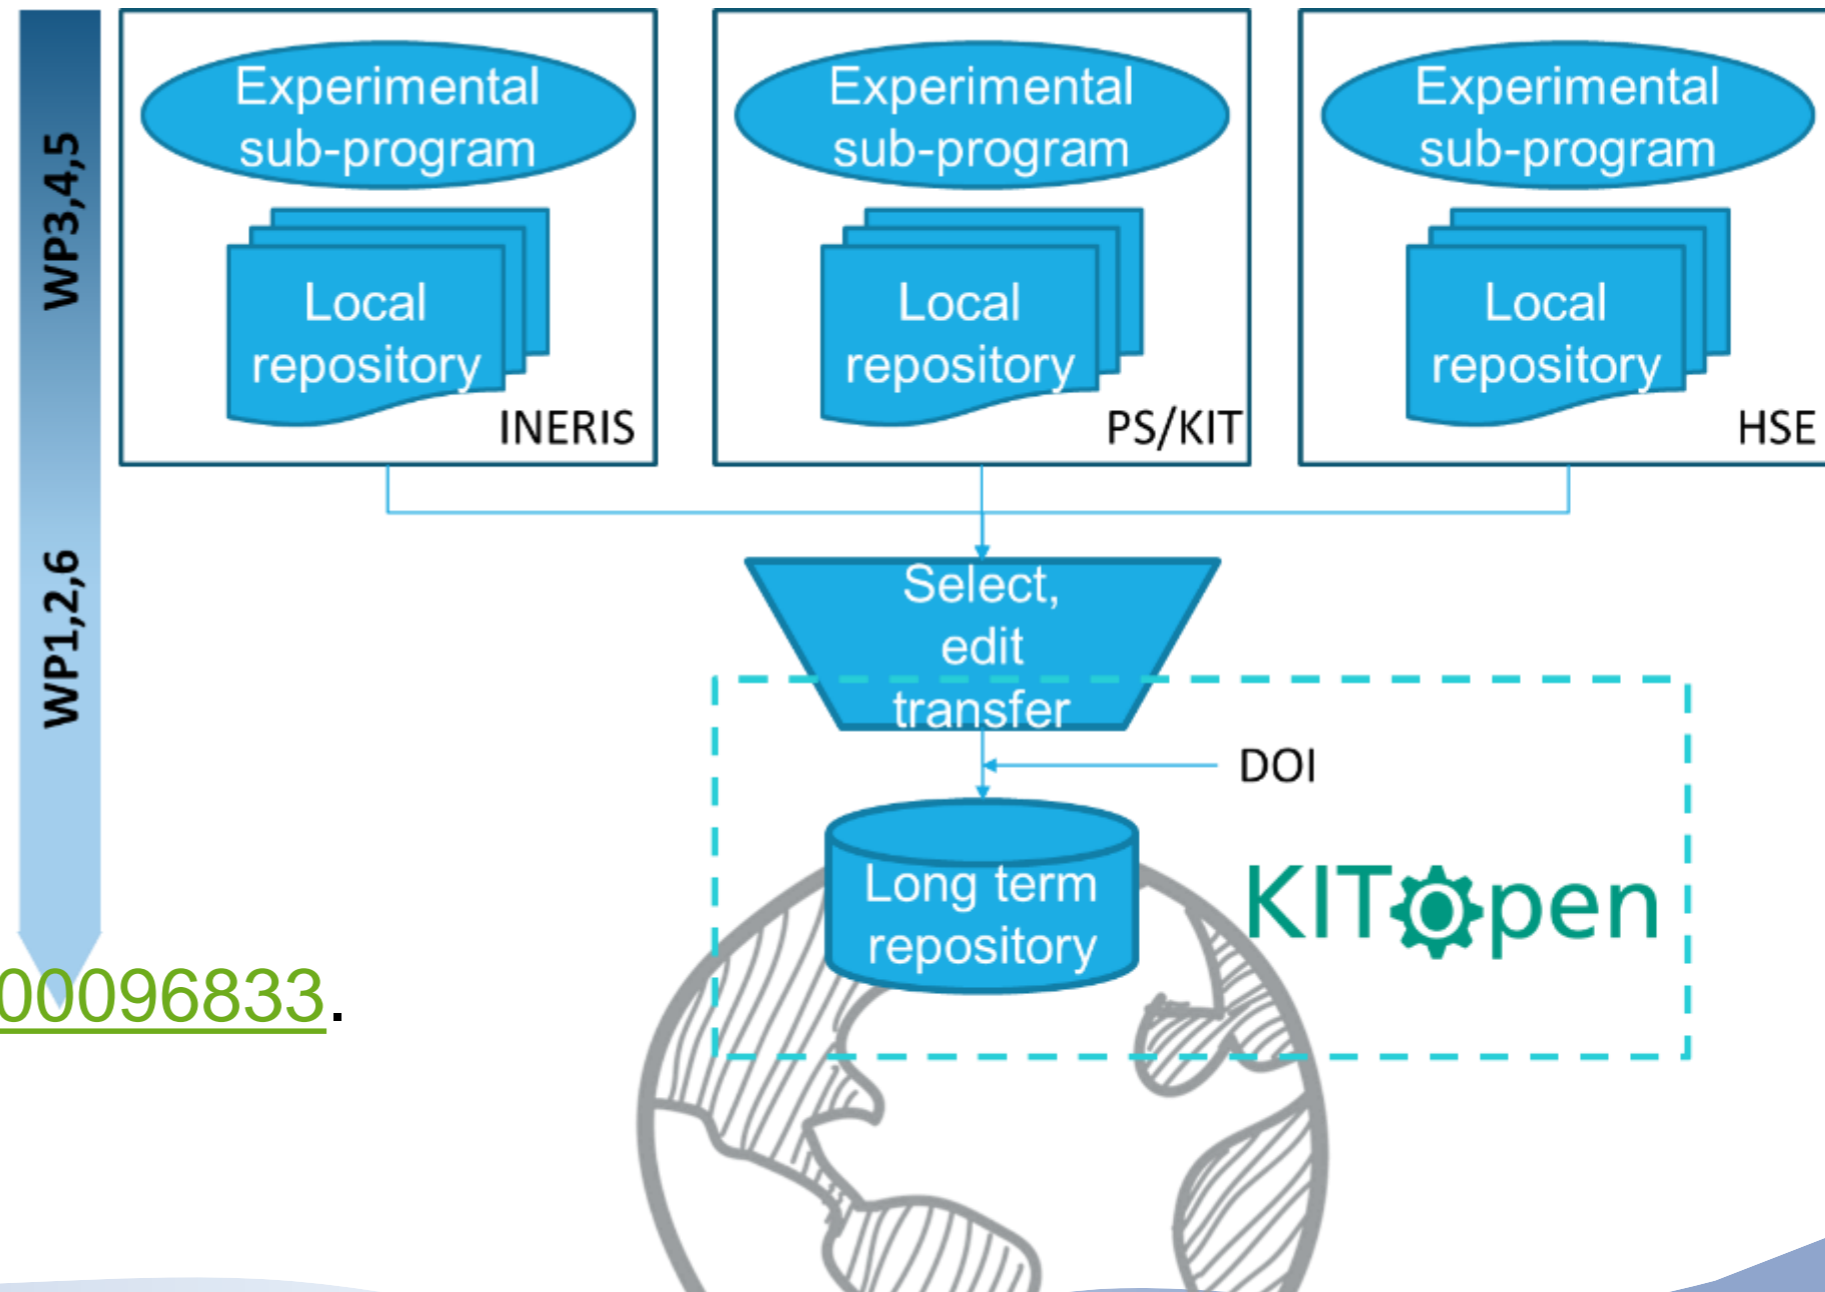 WP3,4,5
WP1,2,6
Experimental
sub-program
Local
repository
INERIS
Experimental
sub-program
Local
repository
PS/KIT
Experimental
sub-program
Local
repository
HSE
Select,
edit
transfer
DOI
Long term
repository
KITopen
00096833.